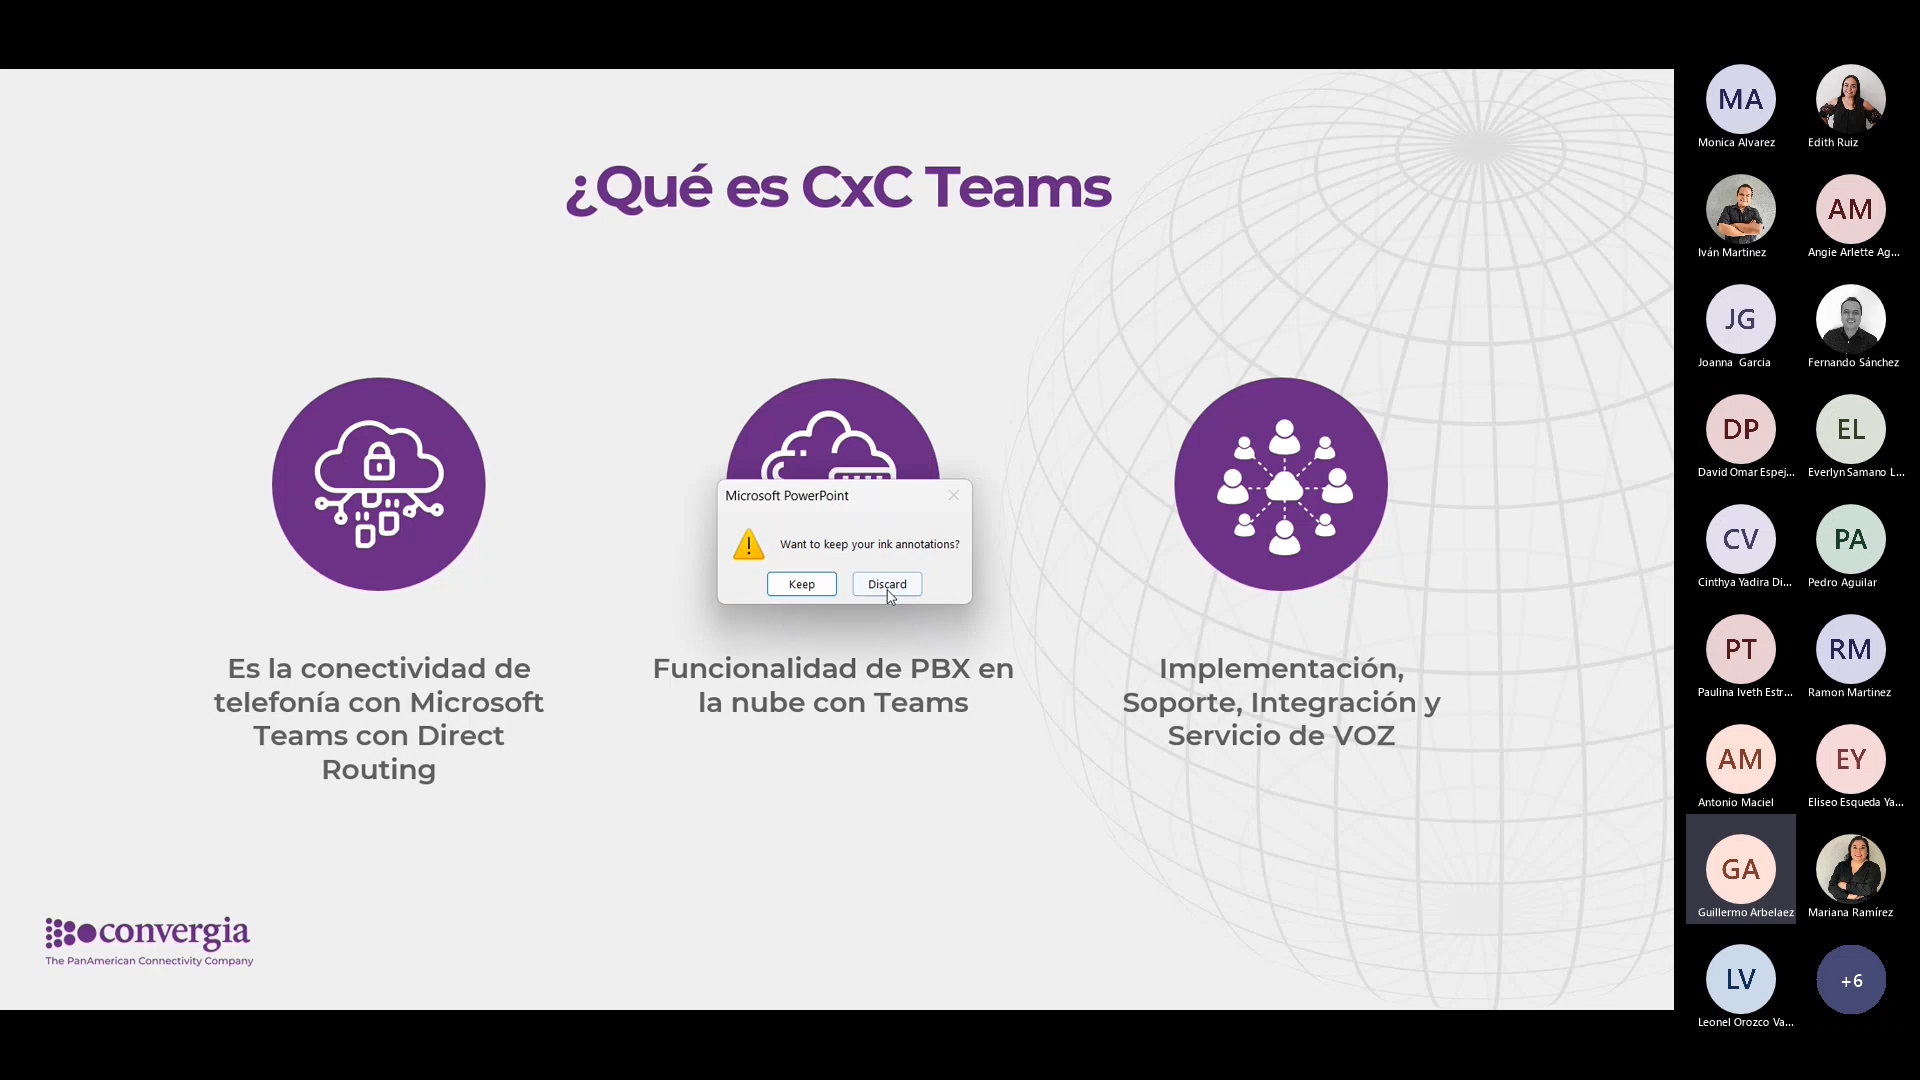 ¿Qué es CxC Teams
Microsoft PowerPoint
Want to keep your ink annotations?
Keep
Discard
Es la conectividad de
telefonía con Microsoft
Teams con Direct
Routing
Funcionalidad de PBX en
la nube con Teams
Implementación,
Soporte, Integración y
Servicio de VOZ
convergia
The PanAmerican Connectivity Company
MA
Monica Alvarez
Edith Ruiz
Iván Martinez
AM
Angie Arlette Ag...
JG
Joanna Garcia
Fernando Sánchez
DP
David Omar Espej...
EL
Everlyn Samano L...
CV
Cinthya Yadira Di...
PA
Pedro Aguilar
PT
Paulina Iveth Estr...
RM
Ramon Martinez
AM
Antonio Maciel
EY
Eliseo Esqueda Ya...
GA
Guillermo Arbelaez
Mariana Ramírez
LV
Leonel Orozco Va...
+6